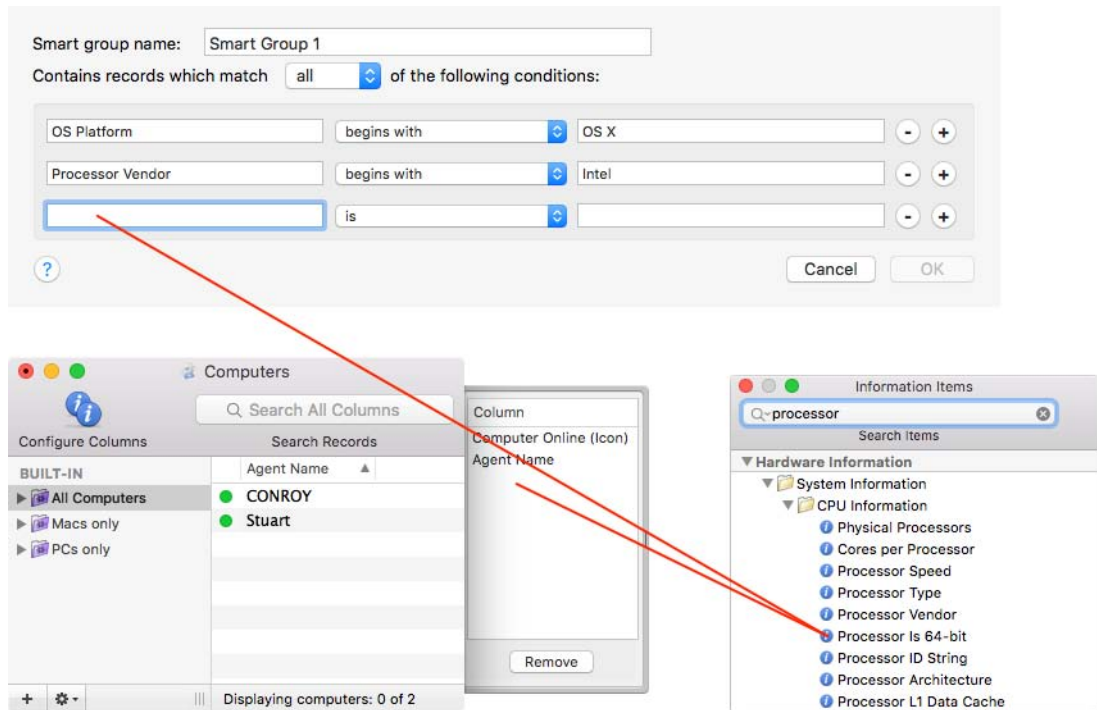 Smart group name: Smart Group 1
Contains records which match all of the following conditions:
OS Platform begins with OS X - +
Processor Vendor begins with Intel - +
is - +
? Cancel OK
Computers
Search All Columns
Configure Columns Search Records
BUILT-IN
All Computers
Macs only
PCs only
Agent Name
CONROY
Stuart
+ Displaying computers: 0 of 2
Column
Computer Online (Icon)
Agent Name
Remove
Information Items
processor
Search Items
Hardware Information
System Information
CPU Information
Physical Processors
Cores per Processor
Processor Speed
Processor Type
Processor Vendor
Processor Is 64-bit
Processor ID String
Processor Architecture
Processor L1 Data Cache